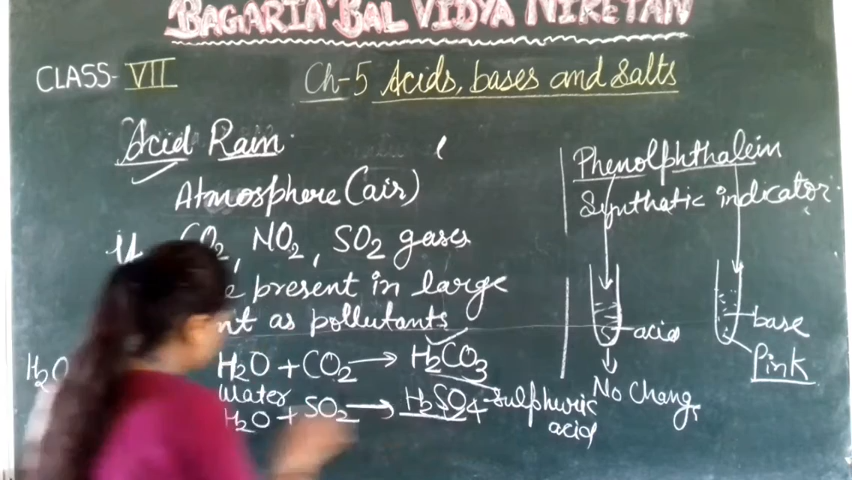 BAGARIA BAL VIDYA NIKETAN
CLASS-VII Ch-5 Acids, bases and Salts
Acid Rain.
Atmosphere (air)
If CO2, NO2, SO2 gases
present in large
as pollutants
H2O H2O + CO2 → H2CO3
Water
H2O + SO2 → H2SO4 - Sulphuric
acid
Phenolphthalein
Synthetic indicator.
acid
base
Pink
No Change